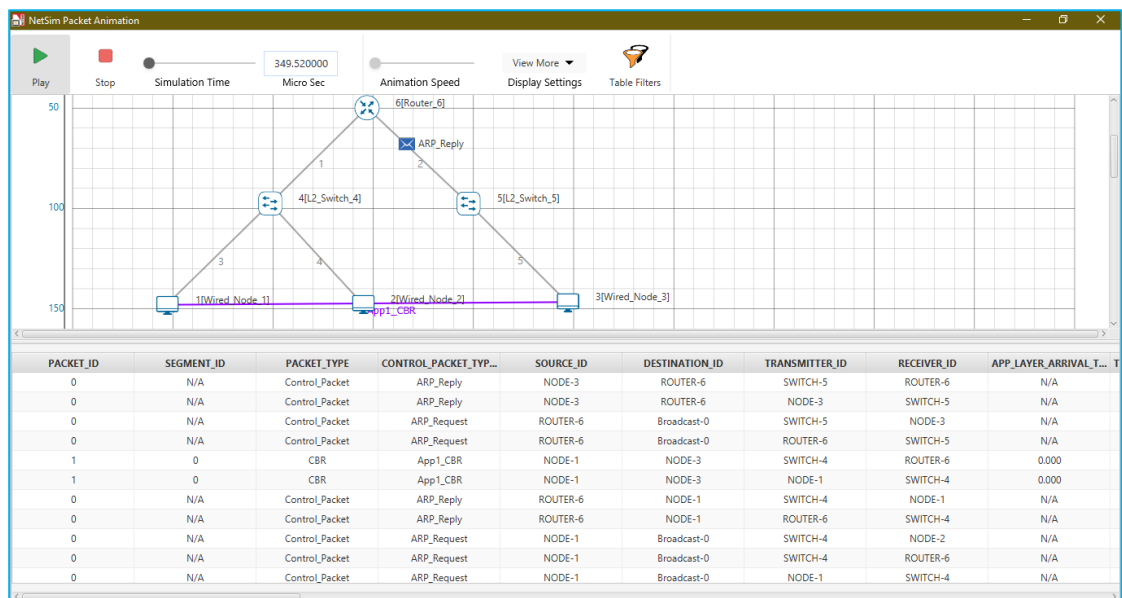 NetSim Packet Animation
349.520000
View More
Play
Stop
Simulation Time
Micro Sec
Animation Speed
Display Settings
Table Filters
50
6[Router_6]
ARP_Reply
1
2
4[L2_Switch_4]
5[L2_Switch_5]
100
3
4
5
1[Wired_Node_1]
2[Wired_Node_2]
3[Wired_Node_3]
150
App1_CBR
PACKET_ID SEGMENT_ID PACKET_TYPE CONTROL_PACKET_TYP... SOURCE_ID DESTINATION_ID TRANSMITTER_ID RECEIVER_ID APP_LAYER_ARRIVAL_T... T
0 N/A Control_Packet ARP_Reply NODE-3 ROUTER-6 SWITCH-5 ROUTER-6 N/A
0 N/A Control_Packet ARP_Reply NODE-3 ROUTER-6 NODE-3 SWITCH-5 N/A
0 N/A Control_Packet ARP_Request ROUTER-6 Broadcast-0 SWITCH-5 NODE-3 N/A
0 N/A Control_Packet ARP_Request ROUTER-6 Broadcast-0 ROUTER-6 SWITCH-5 N/A
1 0 CBR App1_CBR NODE-1 NODE-3 SWITCH-4 ROUTER-6 0.000
1 0 CBR App1_CBR NODE-1 NODE-3 NODE-1 SWITCH-4 0.000
0 N/A Control_Packet ARP_Reply ROUTER-6 NODE-1 SWITCH-4 NODE-1 N/A
0 N/A Control_Packet ARP_Reply ROUTER-6 NODE-1 ROUTER-6 SWITCH-4 N/A
0 N/A Control_Packet ARP_Request NODE-1 Broadcast-0 SWITCH-4 NODE-2 N/A
0 N/A Control_Packet ARP_Request NODE-1 Broadcast-0 SWITCH-4 ROUTER-6 N/A
0 N/A Control_Packet ARP_Request NODE-1 Broadcast-0 NODE-1 SWITCH-4 N/A